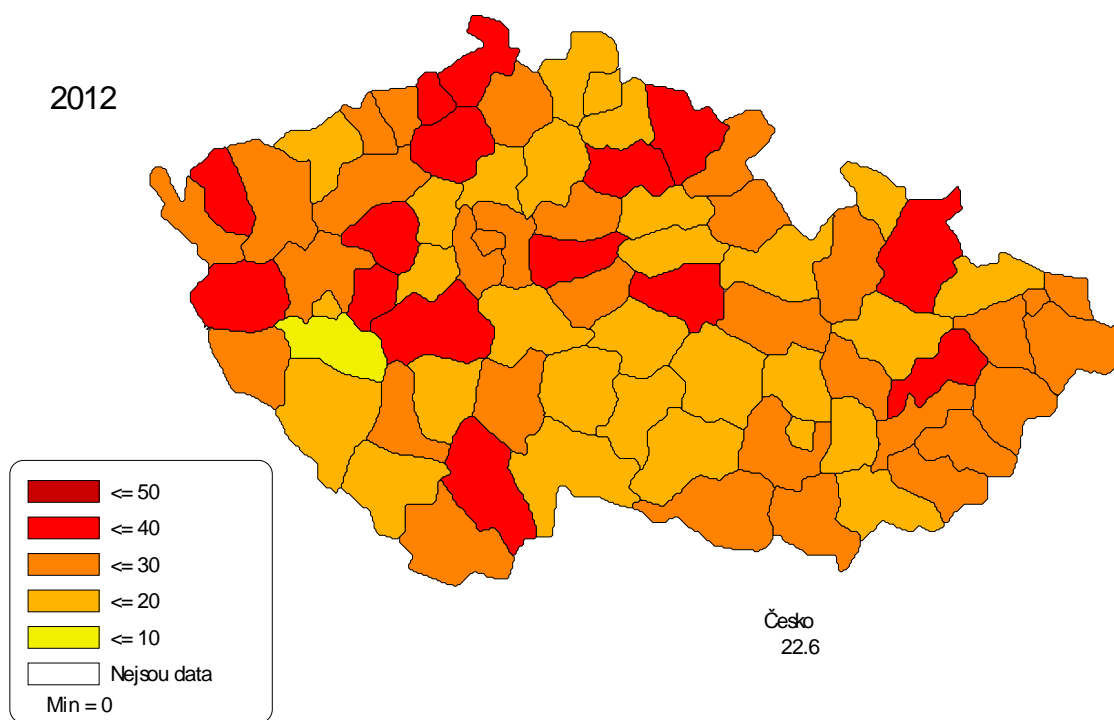 2012
<= 50
<= 40
<= 30
<= 20
<= 10
Nejsou data
Min = 0
Česko
22.6